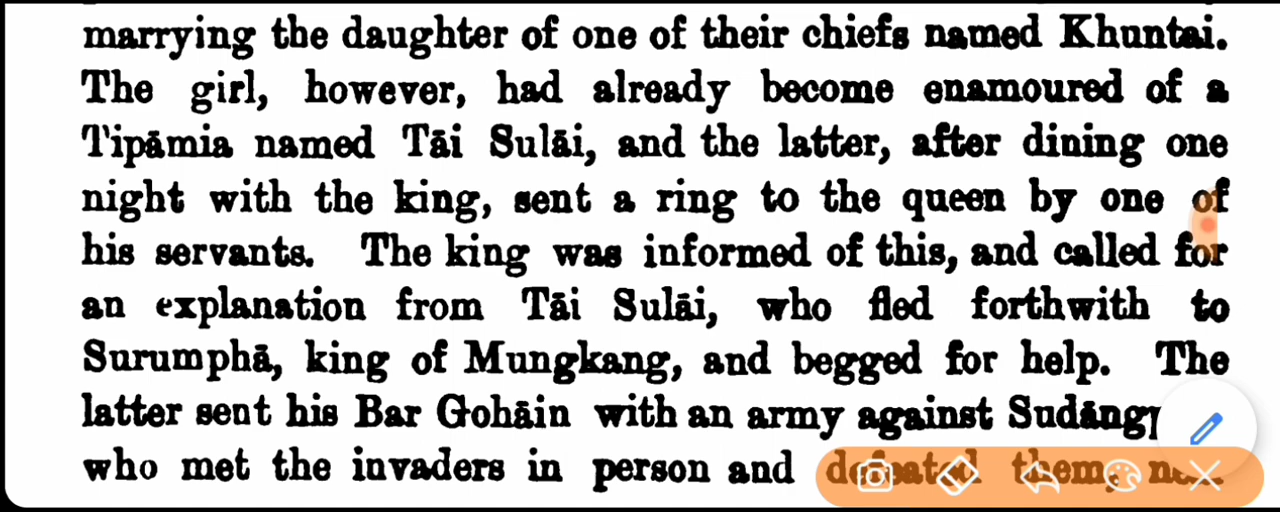 marrying the daughter of one of their chiefs named Khuntai.
The girl, however, had already become enamoured of a
Tipāmia named Tāi Sulāi, and the latter, after dining one
night with the king, sent a ring to the queen by one of
his servants. The king was informed of this, and called for
an explanation from Tāi Sulāi, who fled forthwith to
Surumphā, king of Mungkang, and begged for help. The
latter sent his Bar Gohāin with an army against
who met the invaders in person and defeated them,